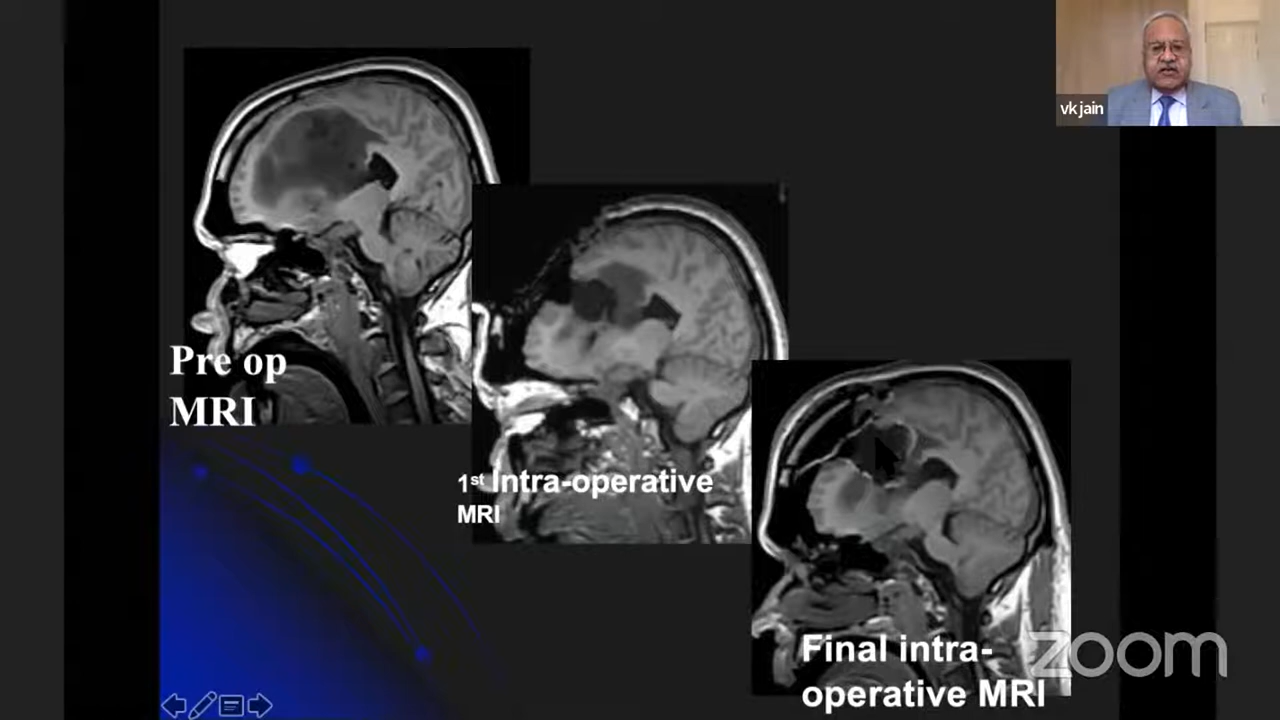 vk jain
Pre op
MRI
1st Intra-operative
MRI
Final intra-
operative MRI
zoom